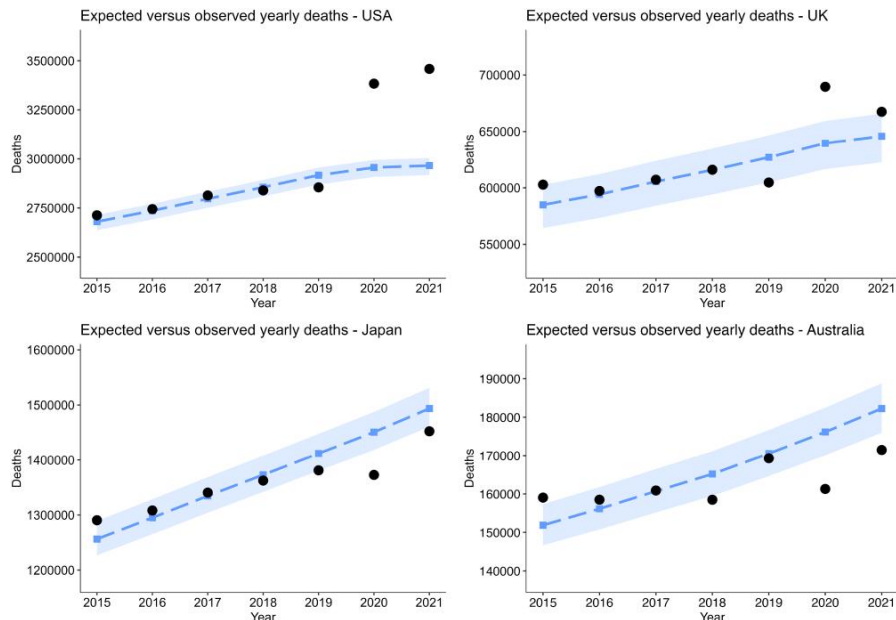 Expected versus observed yearly deaths - USA
3500000
3250000
3000000
2750000
2500000
Deaths
2015 2016 2017 2018 2019 2020 2021
Year
Expected versus observed yearly deaths - UK
700000
650000
600000
550000
Deaths
2015 2016 2017 2018 2019 2020 2021
Year
Expected versus observed yearly deaths - Japan
1600000
1500000
1400000
1300000
1200000
Deaths
2015 2016 2017 2018 2019 2020 2021
Year
Expected versus observed yearly deaths - Australia
190000
180000
170000
160000
150000
140000
Deaths
2015 2016 2017 2018 2019 2020 2021
Year